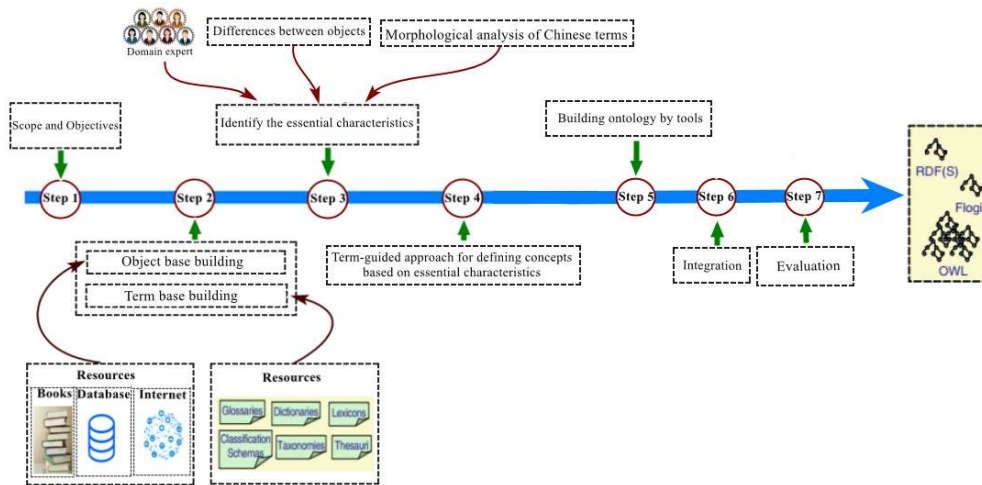 Domain expert
Differences between objects
Morphological analysis of Chinese terms
Scope and Objectives
Identify the essential characteristics
Building ontology by tools
Step 1
Step 2
Step 3
Step 4
Step 5
Step 6
Step 7
RDF(S)
Flogi
OWL
Object base building
Term base building
Term-guided approach for defining concepts
based on essential characteristics
Integration
Evaluation
Resources
Books
Database
Internet
Resources
Glossaries
Dictionaries
Lexicons
Classification
Schemas
Taxonomies
Thesauri